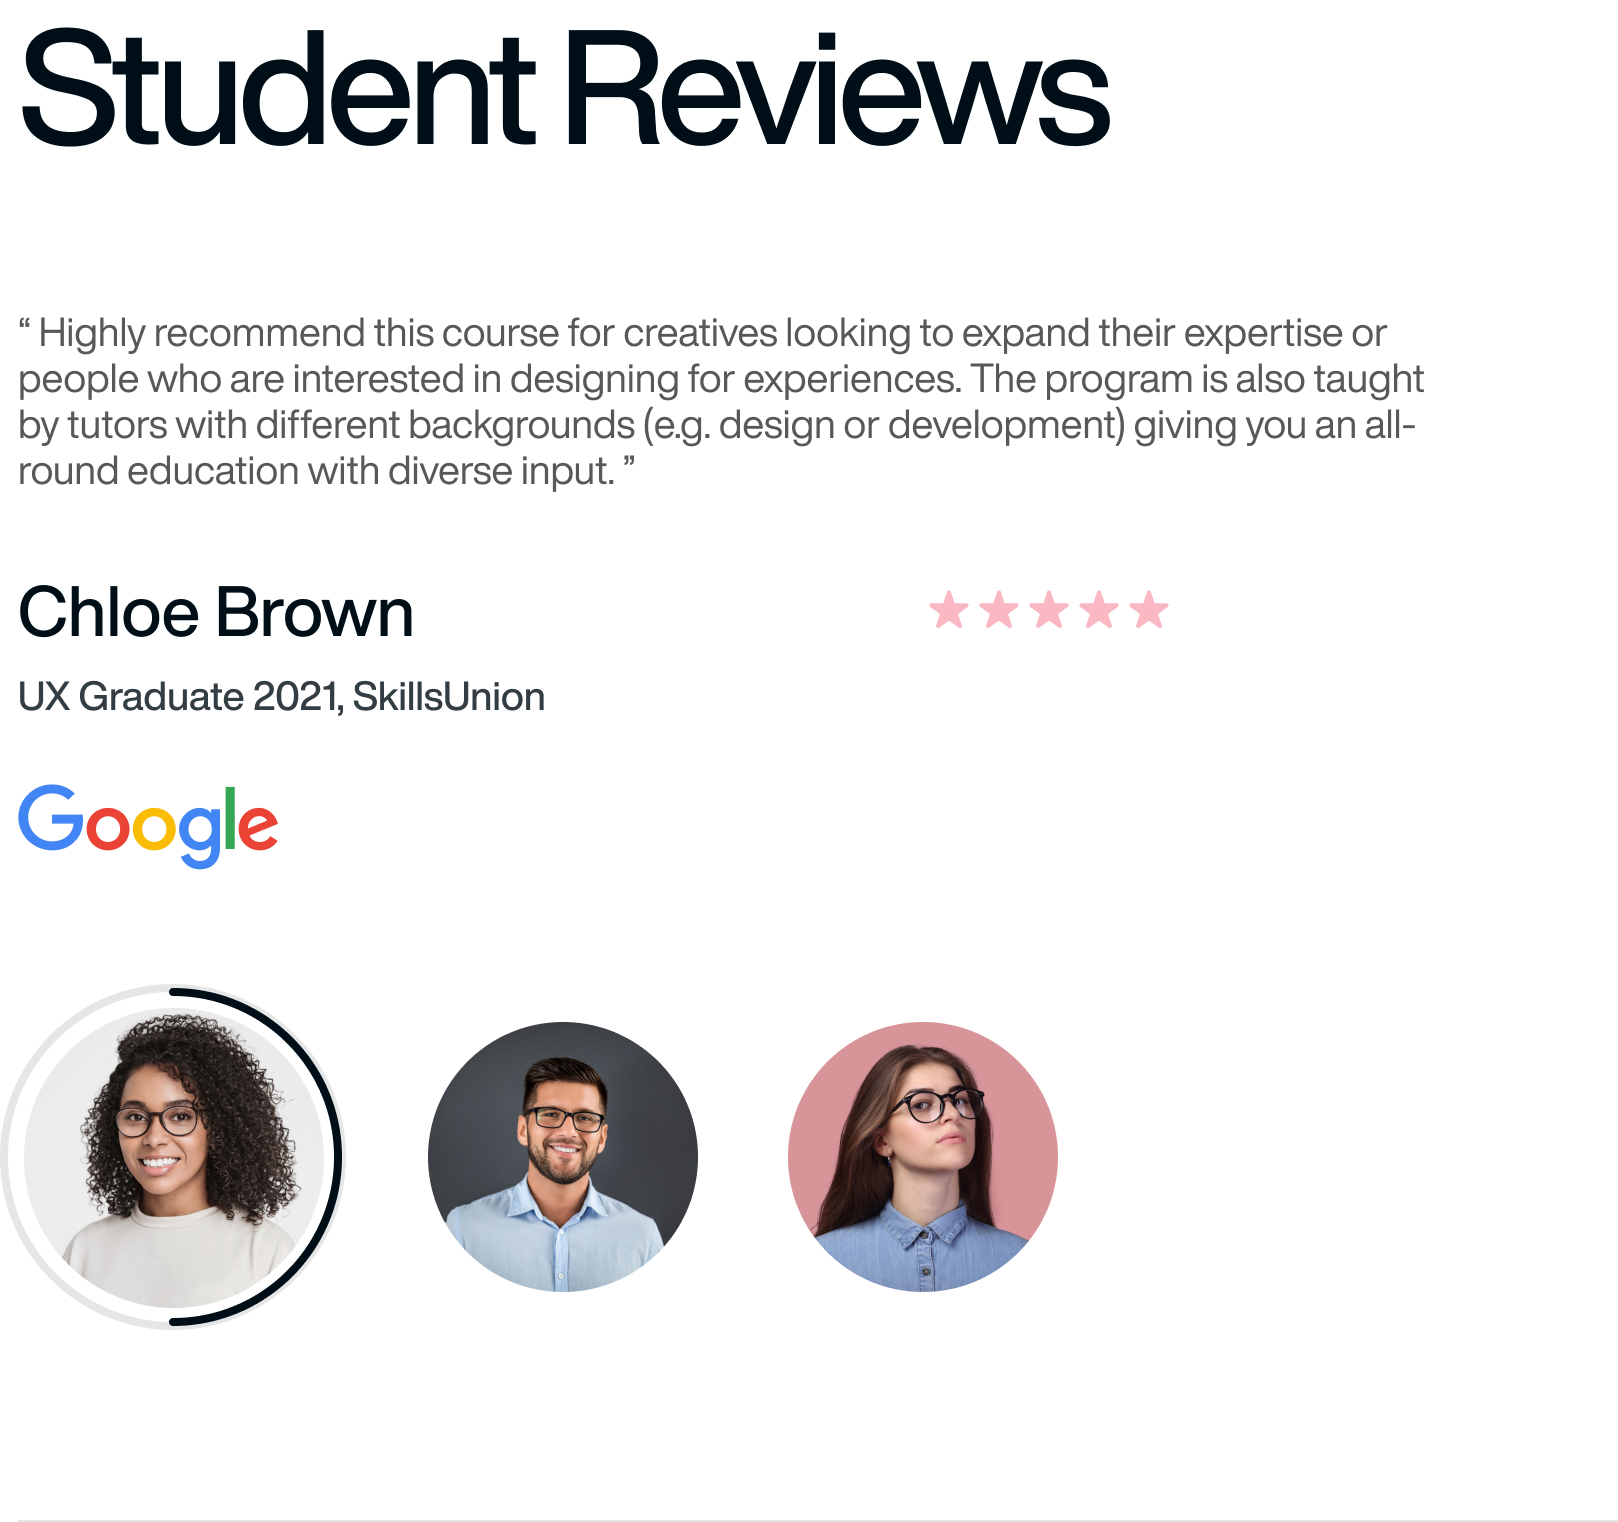 Student Reviews
“ Highly recommend this course for creatives looking to expand their expertise or
people who are interested in designing for experiences. The program is also taught
by tutors with different backgrounds (e.g. design or development) giving you an all-
round education with diverse input. ”
Chloe Brown
UX Graduate 2021, SkillsUnion
Google